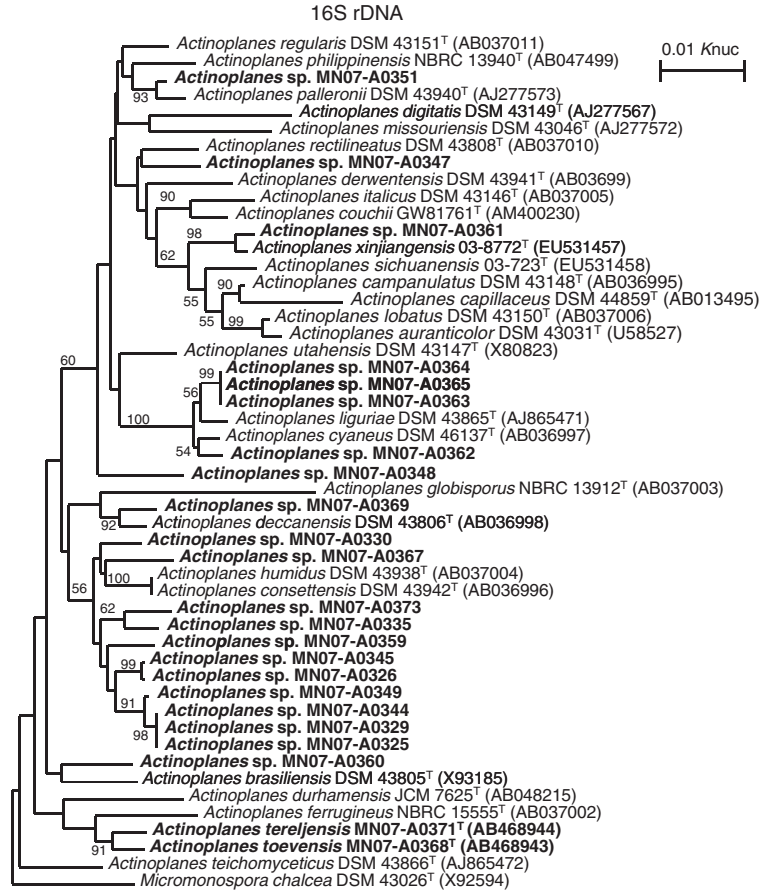 16S rDNA
0.01 Knuc
Actinoplanes regularis DSM 43151ᵀ (AB037011)
Actinoplanes philippinensis NBRC 13940ᵀ (AB047499)
Actinoplanes sp. MN07-A0351
93
Actinoplanes palleronii DSM 43940ᵀ (AJ277573)
Actinoplanes digitatis DSM 43149ᵀ (AJ277567)
Actinoplanes missouriensis DSM 43046ᵀ (AJ277572)
Actinoplanes rectilineatus DSM 43808ᵀ (AB037010)
Actinoplanes sp. MN07-A0347
Actinoplanes derwentensis DSM 43941ᵀ (AB03699)
90
Actinoplanes italicus DSM 43146ᵀ (AB037005)
Actinoplanes couchii GW81761ᵀ (AM400230)
98
Actinoplanes sp. MN07-A0361
Actinoplanes xinjiangensis 03-8772ᵀ (EU531457)
62
Actinoplanes sichuanensis 03-723ᵀ (EU531458)
90
Actinoplanes campanulatus DSM 43148ᵀ (AB036995)
55
Actinoplanes capillaceus DSM 44859ᵀ (AB013495)
55
99
Actinoplanes lobatus DSM 43150ᵀ (AB037006)
Actinoplanes auranticolor DSM 43031ᵀ (U58527)
Actinoplanes utahensis DSM 43147ᵀ (X80823)
60
99
Actinoplanes sp. MN07-A0364
Actinoplanes sp. MN07-A0365
56
Actinoplanes sp. MN07-A0363
100
Actinoplanes liguriae DSM 43865ᵀ (AJ865471)
Actinoplanes cyaneus DSM 46137ᵀ (AB036997)
54
Actinoplanes sp. MN07-A0362
Actinoplanes sp. MN07-A0348
Actinoplanes globisporus NBRC 13912ᵀ (AB037003)
Actinoplanes sp. MN07-A0369
92
Actinoplanes deccanensis DSM 43806ᵀ (AB036998)
Actinoplanes sp. MN07-A0330
Actinoplanes sp. MN07-A0367
100
Actinoplanes humidus DSM 43938ᵀ (AB037004)
56
Actinoplanes consettensis DSM 43942ᵀ (AB036996)
62
Actinoplanes sp. MN07-A0373
Actinoplanes sp. MN07-A0335
Actinoplanes sp. MN07-A0359
99
Actinoplanes sp. MN07-A0345
Actinoplanes sp. MN07-A0326
91
Actinoplanes sp. MN07-A0349
Actinoplanes sp. MN07-A0344
98
Actinoplanes sp. MN07-A0329
Actinoplanes sp. MN07-A0325
Actinoplanes sp. MN07-A0360
Actinoplanes brasiliensis DSM 43805ᵀ (X93185)
Actinoplanes durhamensis JCM 7625ᵀ (AB048215)
Actinoplanes ferrugineus NBRC 15555ᵀ (AB037002)
Actinoplanes tereljensis MN07-A0371ᵀ (AB468944)
91
Actinoplanes toevensis MN07-A0368ᵀ (AB468943)
Actinoplanes teichomyceticus DSM 43866ᵀ (AJ865472)
Micromonospora chalcea DSM 43026ᵀ (X92594)